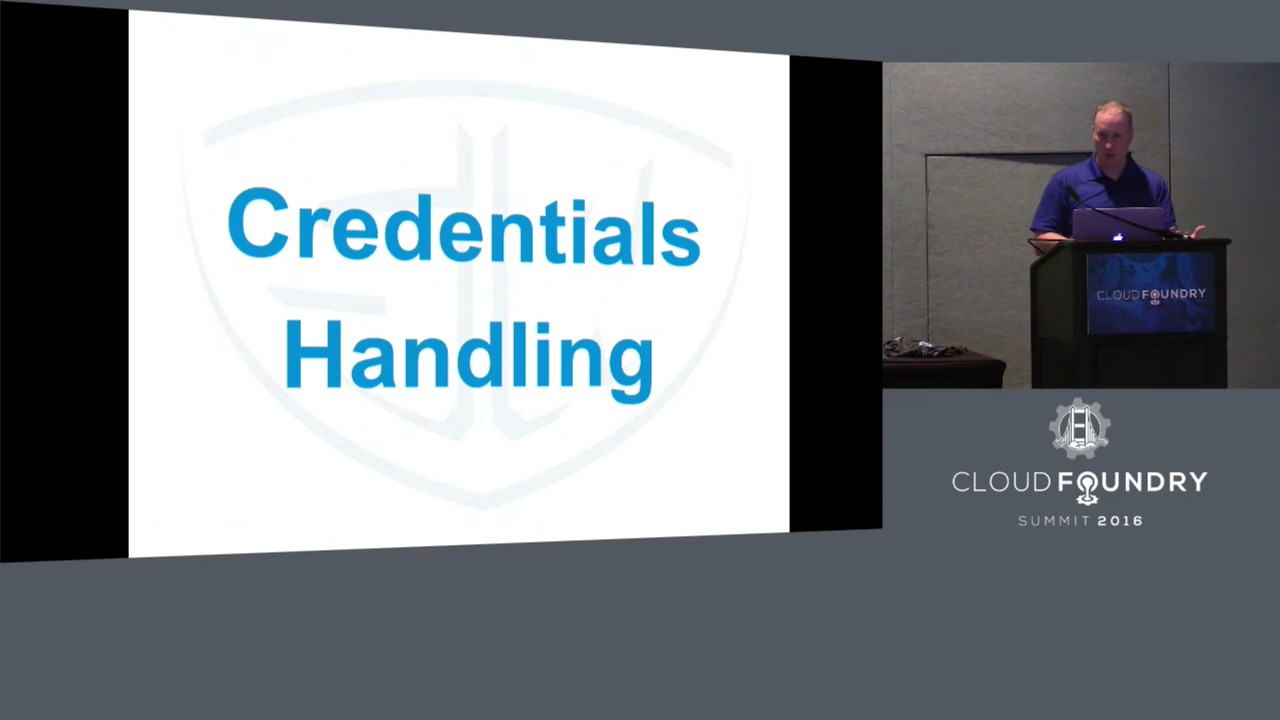 Credentials
Handling
CLOUD FOUNDRY
CLOUD FOUNDRY
SUMMIT 2016